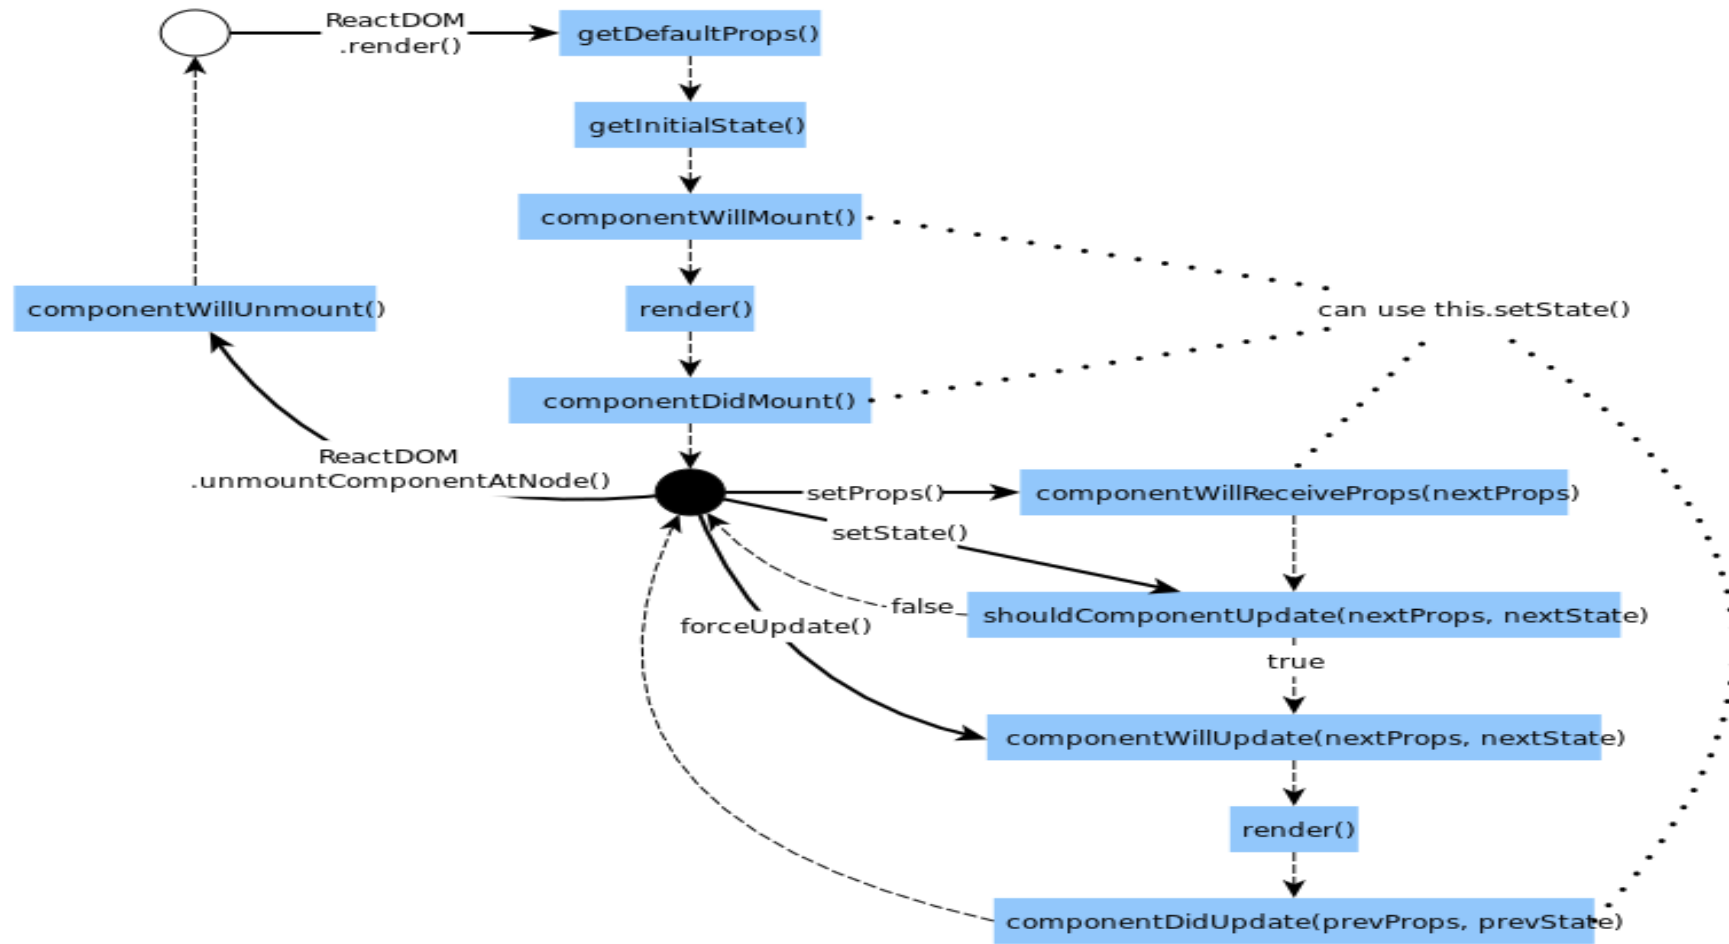 ReactDOM
.render()
getDefaultProps()
getInitialState()
componentWillMount()
componentWillUnmount()
render()
can use this.setState()
componentDidMount()
ReactDOM
.unmountComponentAtNode()
setProps()
componentWillReceiveProps(nextProps)
setState()
false
shouldComponentUpdate(nextProps, nextState)
forceUpdate()
true
componentWillUpdate(nextProps, nextState)
render()
componentDidUpdate(prevProps, prevState)